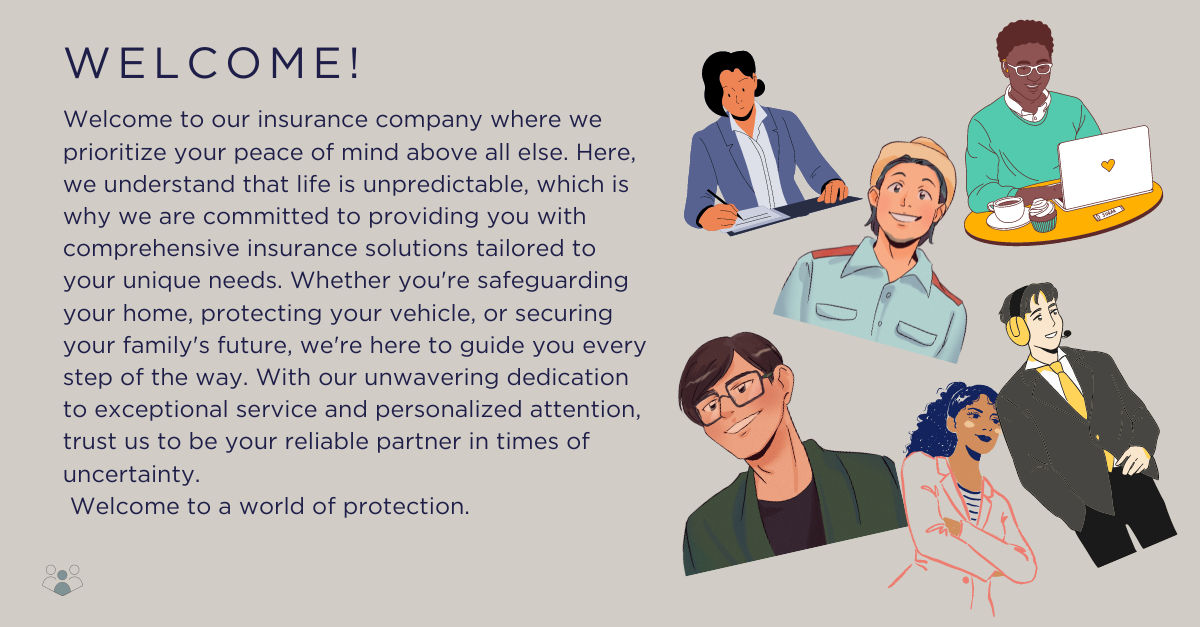 WELCOME!
Welcome to our insurance company where we
prioritize your peace of mind above all else. Here,
we understand that life is unpredictable, which is
why we are committed to providing you with
comprehensive insurance solutions tailored to
your unique needs. Whether you're safeguarding
your home, protecting your vehicle, or securing
your family's future, we're here to guide you every
step of the way. With our unwavering dedication
to exceptional service and personalized attention,
trust us to be your reliable partner in times of
uncertainty.
Welcome to a world of protection.